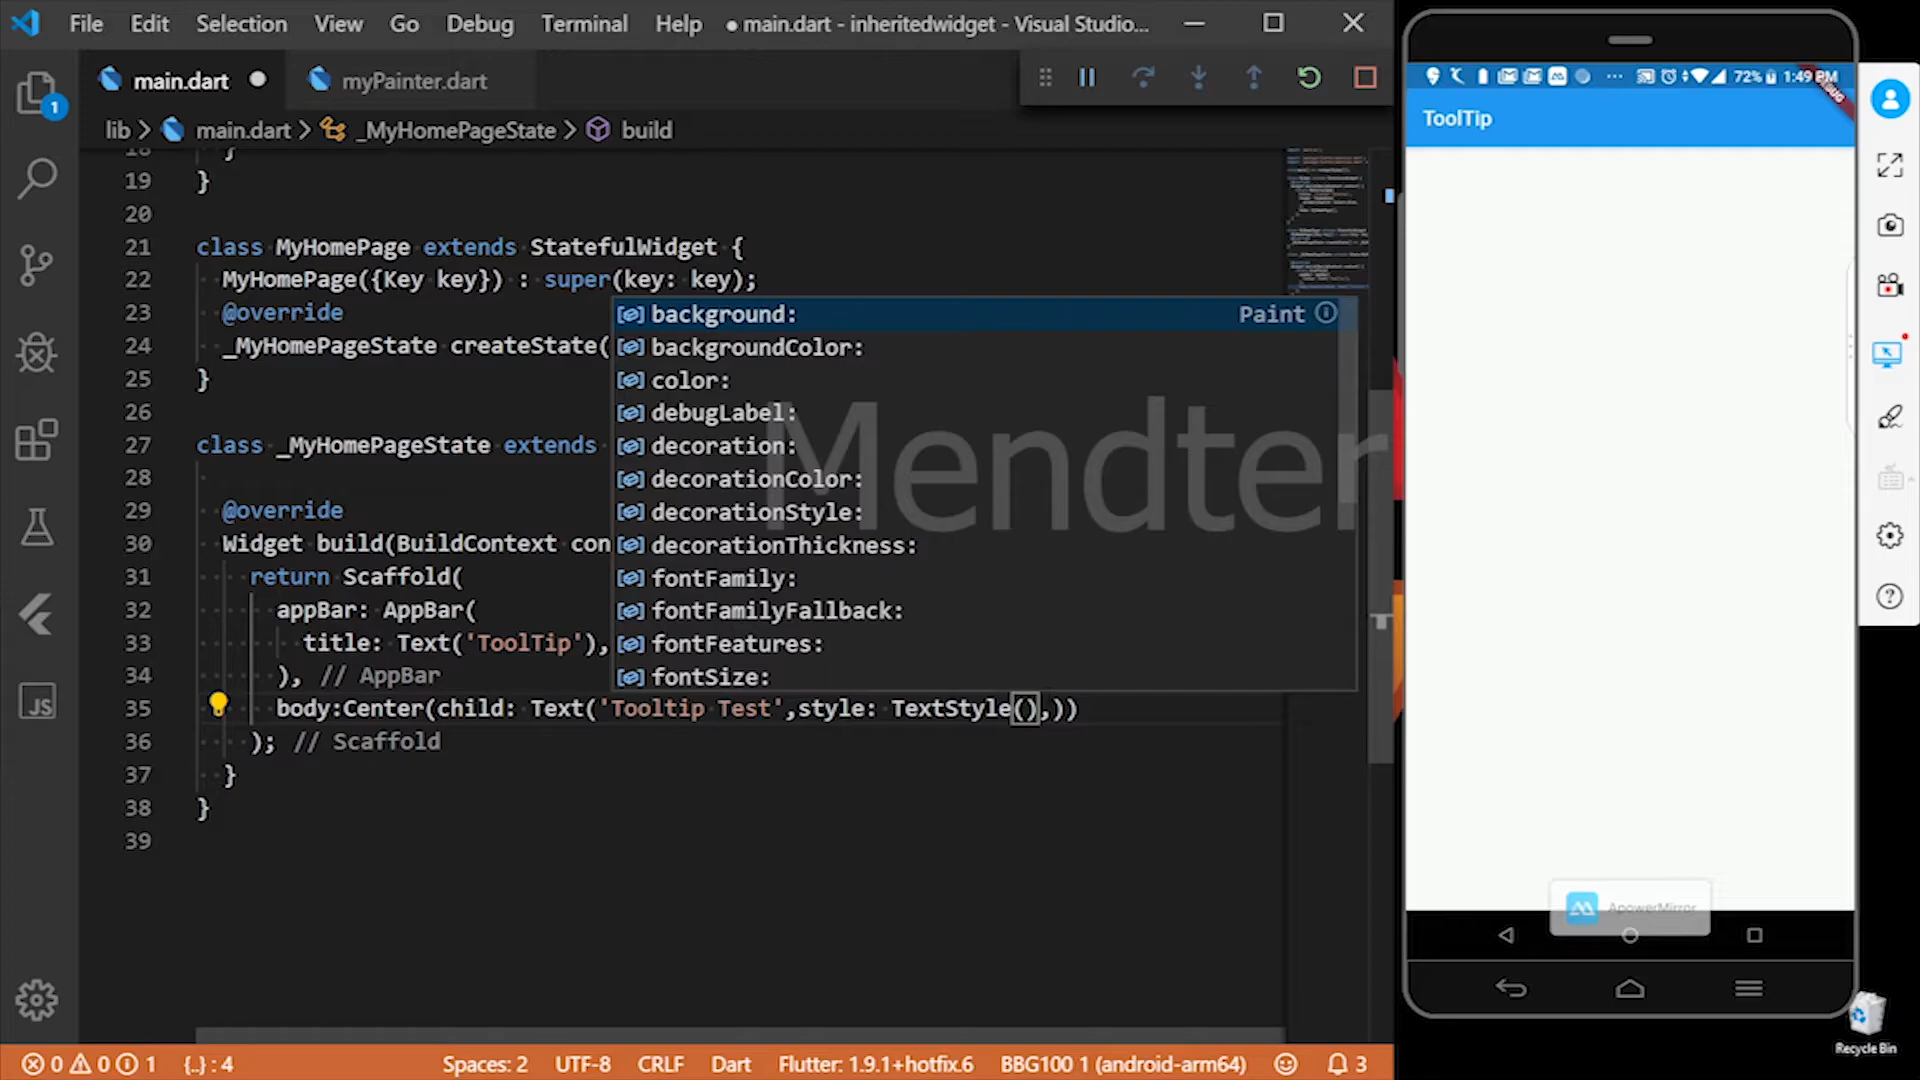 File Edit Selection View Go Debug Terminal Help ● main.dart - inheritedwidget - Visual Studio...
main.dart ● myPainter.dart
lib > main.dart > _MyHomePageState > build
18 }
19 }
20
21 class MyHomePage extends StatefulWidget {
22 MyHomePage({Key key}) : super(key: key);
23 @override
24 _MyHomePageState createState(
25 }
26
27 class _MyHomePageState extends
28
29 @override
30 Widget build(BuildContext con
31 return Scaffold(
32 appBar: AppBar(
33 title: Text('ToolTip'),
34 ), // AppBar
35 body:Center(child: Text('Tooltip Test',style: TextStyle(),))
36 ); // Scaffold
37 }
38 }
39
background: Paint
backgroundColor:
color:
debugLabel:
decoration:
decorationColor:
decorationStyle:
decorationThickness:
fontFamily:
fontFamilyFallback:
fontFeatures:
fontSize:
Mendter
1
JS
0 0 1 {..} : 4 Spaces: 2 UTF-8 CRLF Dart Flutter: 1.9.1+hotfix.6 BBG100 1 (android-arm64) 3
72% 1:49 PM
DEBUG
ToolTip
ApowerMirror
Recycle Bin